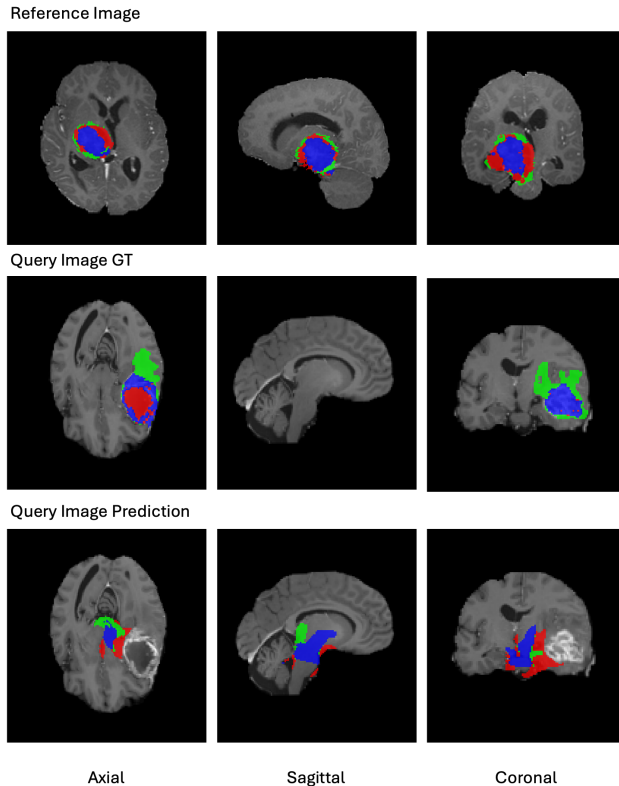 Reference Image
Query Image GT
Query Image Prediction
Axial
Sagittal
Coronal